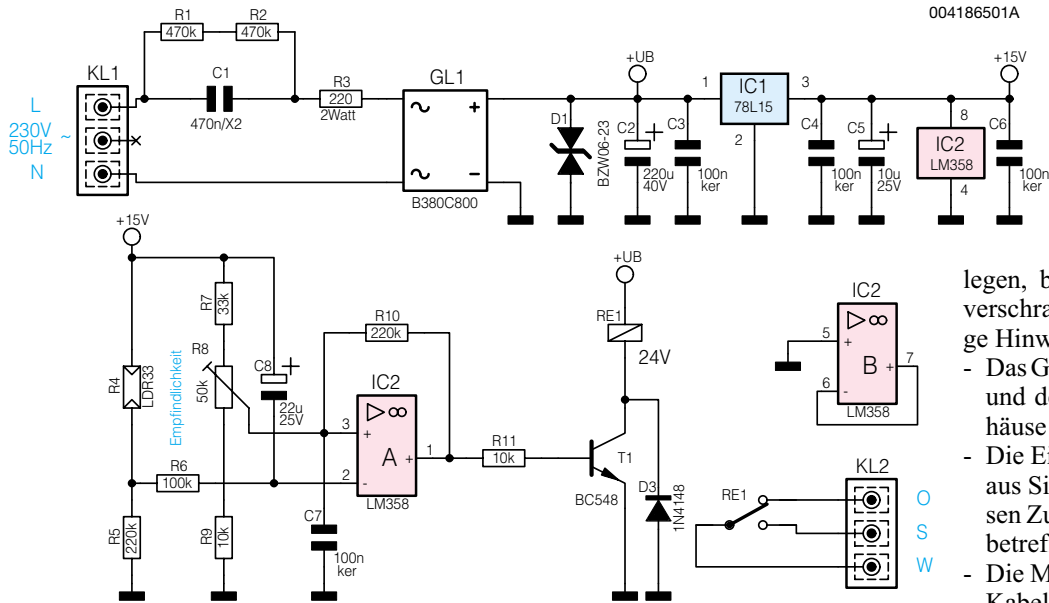 004186501A
R1
470k
R2
470k
KL1
L
230V ~
50Hz
N
C1
470n/X2
R3
220
2Watt
GL1
~
+
~
-
B380C800
D1
BZW06-23
+UB
C2
+
220u
40V
C3
100n
ker
1
IC1
78L15
3
2
C4
100n
ker
C5
+
10u
25V
+15V
8
IC2
LM358
4
C6
100n
ker
+15V
R4
LDR33
R5
220k
R6
100k
Empfindlichkeit
R7
33k
R8
50k
R9
10k
C8
+
22u
25V
R10
220k
C7
100n
ker
IC2
▷ ∞
3
+
A
+
1
2
-
LM358
R11
10k
T1
BC548
+UB
RE1
24V
D3
1N4148
IC2
▷ ∞
5
+
B
+
7
6
-
LM358
RE1
KL2
O
S
W
legen, b
verschra
ge Hinw
- Das G
und de
häuse
- Die Ei
aus Si
sen Zu
betref
- Die M
Kabel